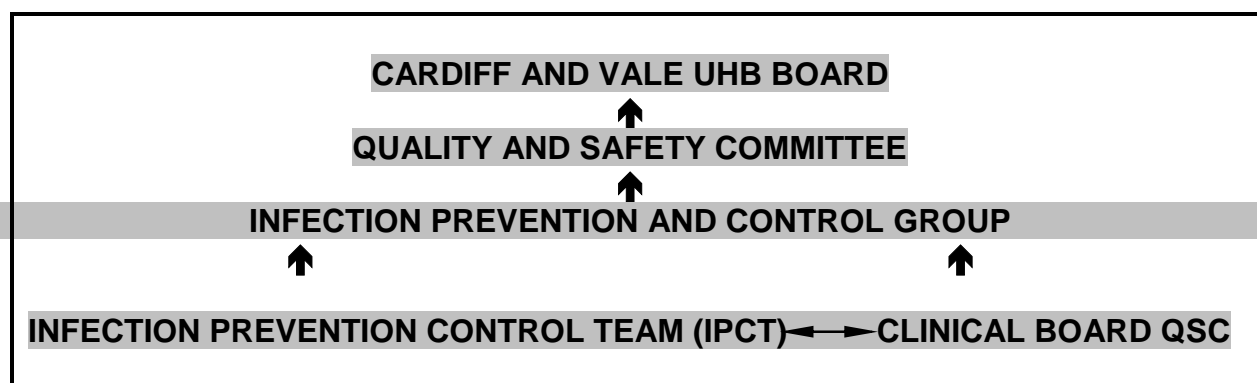 CARDIFF AND VALE UHB BOARD
QUALITY AND SAFETY COMMITTEE
INFECTION PREVENTION AND CONTROL GROUP
INFECTION PREVENTION CONTROL TEAM (IPCT) CLINICAL BOARD QSC